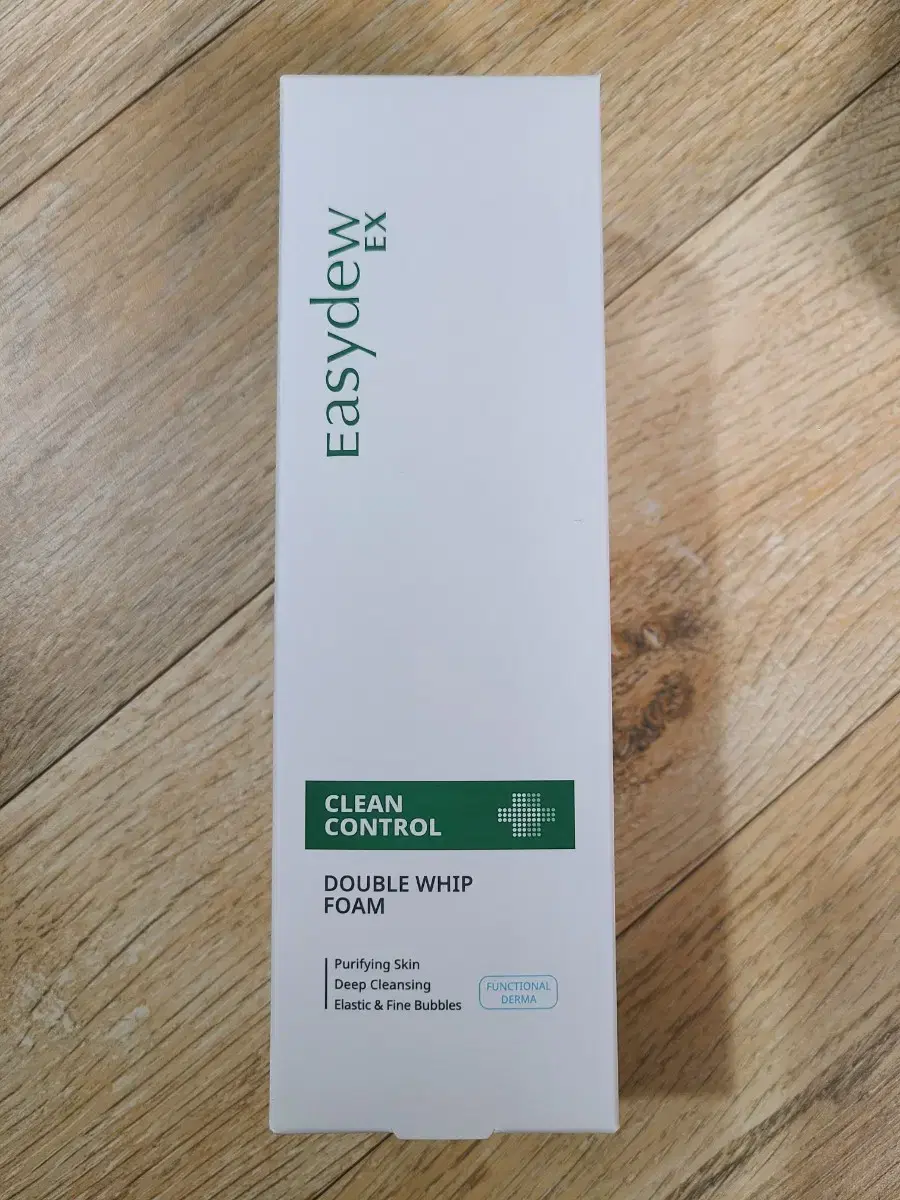 Easydew
EX
CLEAN
CONTROL
DOUBLE WHIP
FOAM
Purifying Skin
Deep Cleansing
Elastic & Fine Bubbles
FUNCTIONAL
DERMA